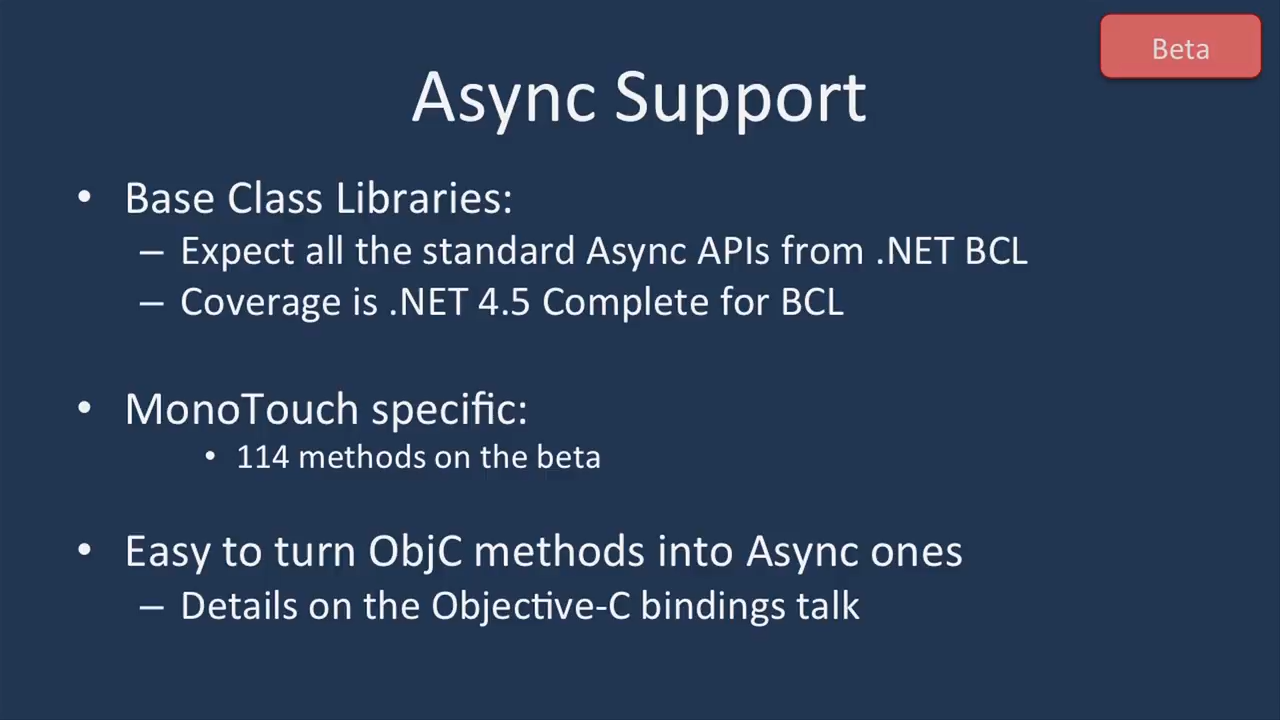 Beta
Async Support
• Base Class Libraries:
– Expect all the standard Async APIs from .NET BCL
– Coverage is .NET 4.5 Complete for BCL
• MonoTouch specific:
• 114 methods on the beta
• Easy to turn ObjC methods into Async ones
– Details on the Objective-C bindings talk